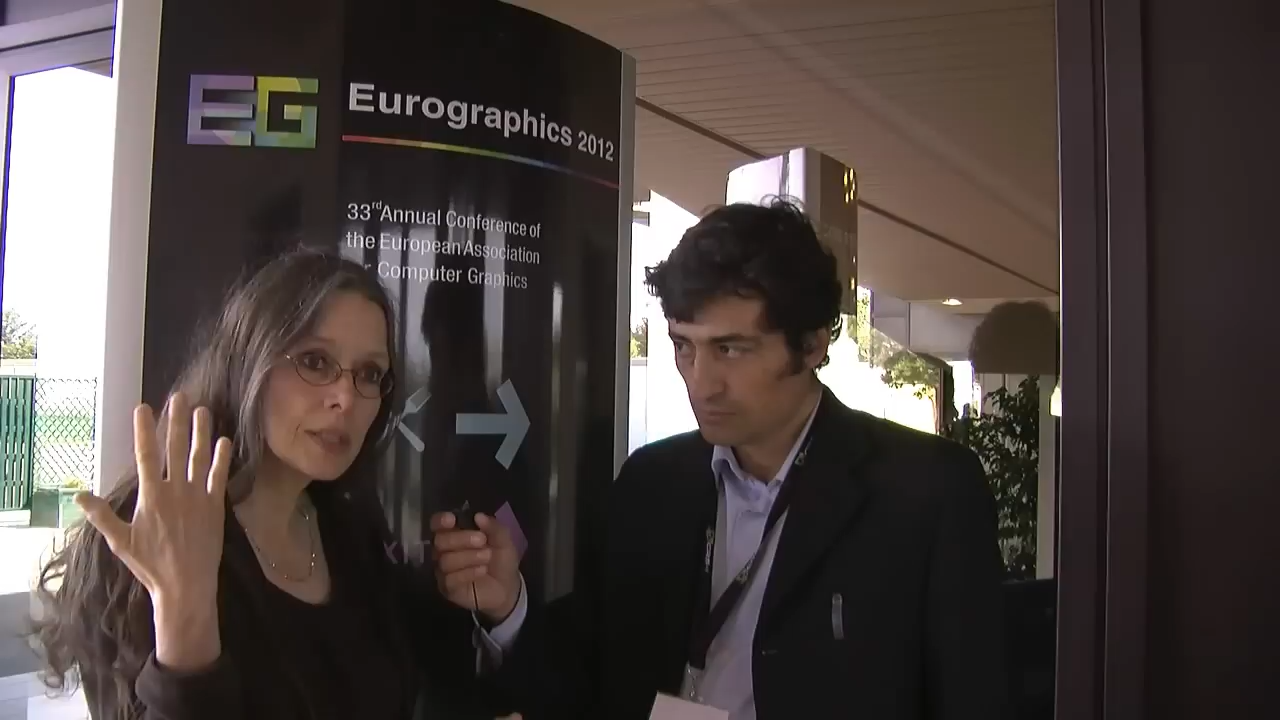 EG
Eurographics 2012
33rd Annual Conference of
the European Association
Computer Graphics